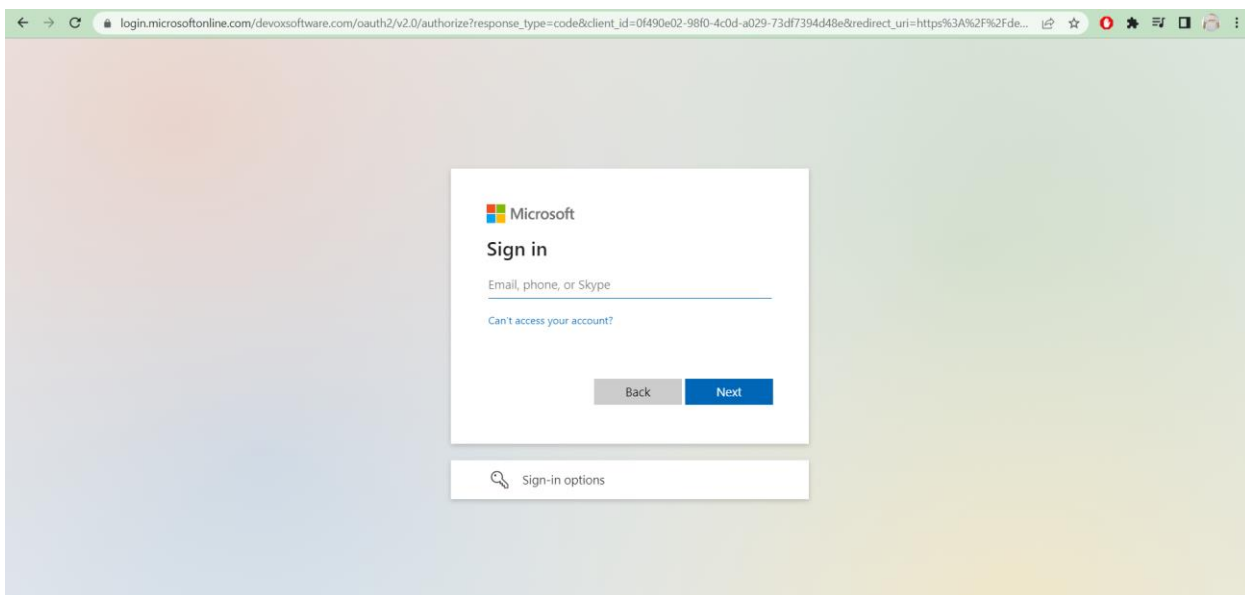 login.microsoftonline.com/devoxsoftware.com/oauth2/v2.0/authorize?response_type=code&client_id=0f490e02-98f0-4c0d-a029-73df7394d48e&redirect_uri=https%3A%2F%2Fde...
Microsoft
Sign in
Email, phone, or Skype
Can't access your account?
Back Next
Sign-in options